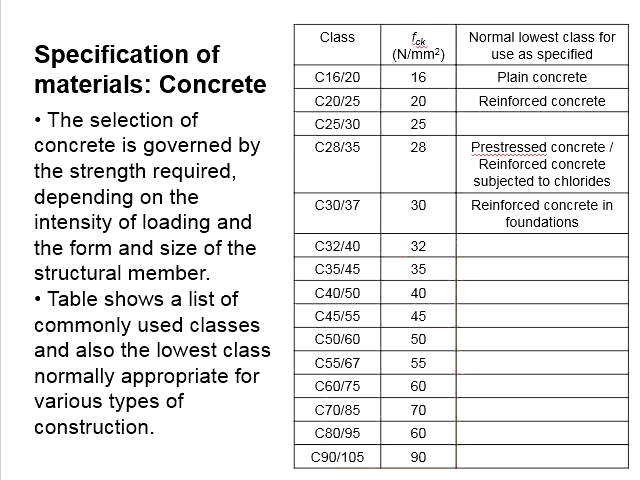 Specification of
materials: Concrete
• The selection of
concrete is governed by
the strength required,
depending on the
intensity of loading and
the form and size of the
structural member.
• Table shows a list of
commonly used classes
and also the lowest class
normally appropriate for
various types of
construction.
Class fck (N/mm²) Normal lowest class for use as specified
C16/20 16 Plain concrete
C20/25 20 Reinforced concrete
C25/30 25
C28/35 28 Prestressed concrete / Reinforced concrete subjected to chlorides
C30/37 30 Reinforced concrete in foundations
C32/40 32
C35/45 35
C40/50 40
C45/55 45
C50/60 50
C55/67 55
C60/75 60
C70/85 70
C80/95 60
C90/105 90